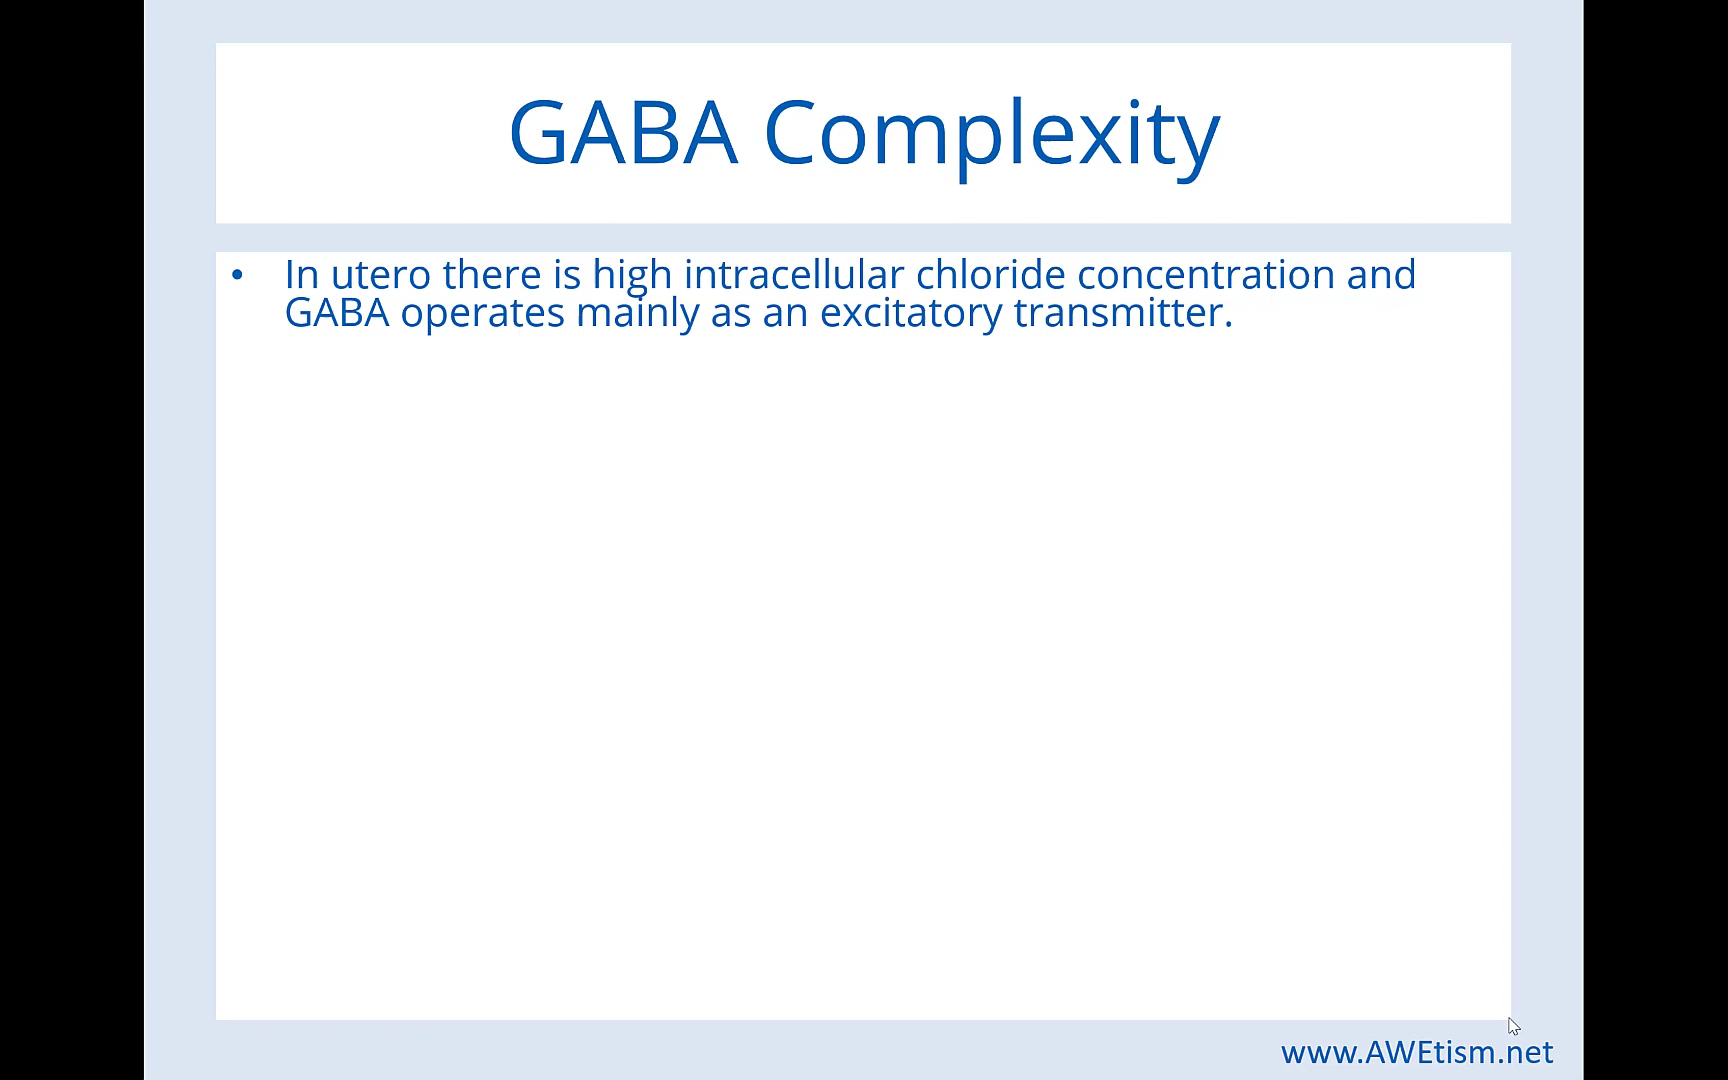 GABA Complexity
• In utero there is high intracellular chloride concentration and
GABA operates mainly as an excitatory transmitter.
www.AWEtism.net